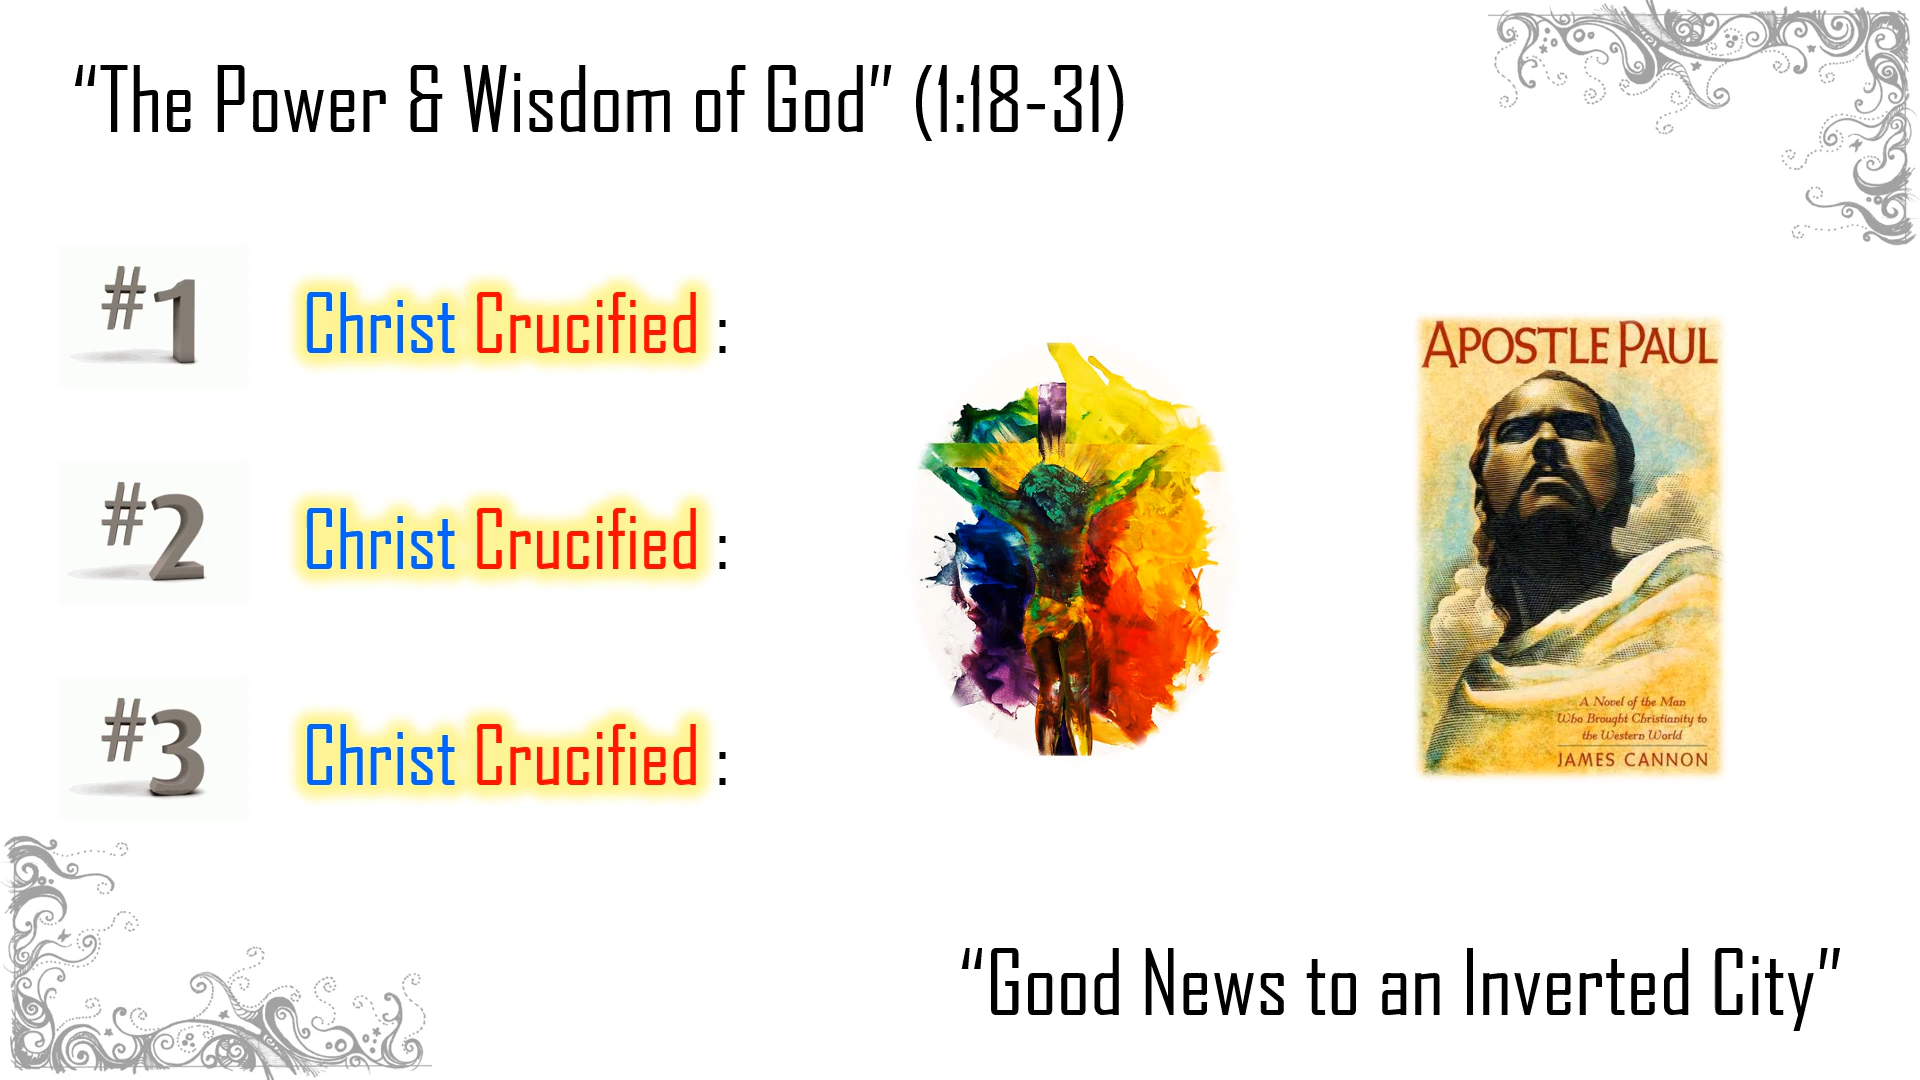 “The Power & Wisdom of God” (1:18-31)
#1 Christ Crucified :
#2 Christ Crucified :
#3 Christ Crucified :
APOSTLE PAUL
A Novel of the Man
Who Brought Christianity to
the Western World
JAMES CANNON
“Good News to an Inverted City”